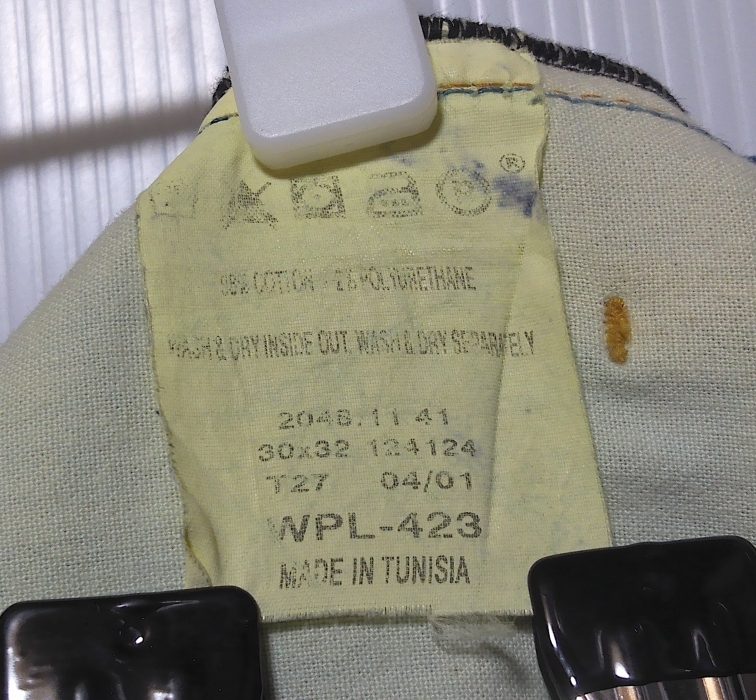 ®
98% COTTON - 2% POLYURETHANE
WASH & DRY INSIDE OUT. WASH & DRY SEPARATELY
2048.11 41
30x32 124124
T27 04/01
WPL-423
MADE IN TUNISIA